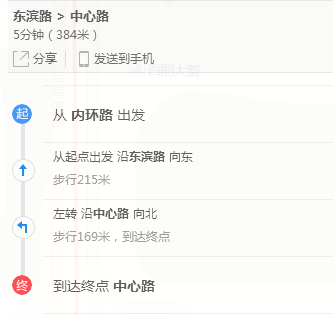 东滨路 > 中心路
5分钟（384米）
分享 | 发送到手机
起 从 内环路 出发
从起点出发 沿东滨路 向东
步行215米
左转 沿中心路 向北
步行169米，到达终点
终 到达终点 中心路